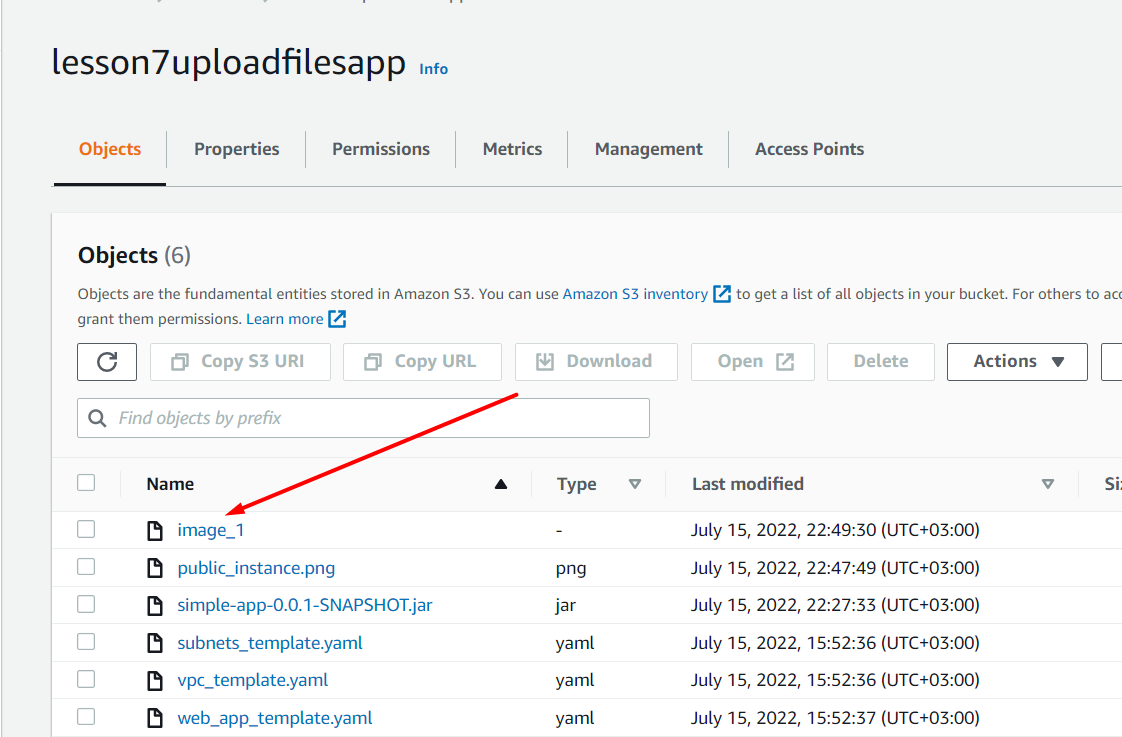 lesson7uploadfilesapp Info
Objects Properties Permissions Metrics Management Access Points
Objects (6)
Objects are the fundamental entities stored in Amazon S3. You can use Amazon S3 inventory to get a list of all objects in your bucket. For others to
grant them permissions. Learn more
Copy S3 URI Copy URL Download Open Delete Actions
Find objects by prefix
Name Type Last modified
image_1 - July 15, 2022, 22:49:30 (UTC+03:00)
public_instance.png png July 15, 2022, 22:47:49 (UTC+03:00)
simple-app-0.0.1-SNAPSHOT.jar jar July 15, 2022, 22:27:33 (UTC+03:00)
subnets_template.yaml yaml July 15, 2022, 15:52:36 (UTC+03:00)
vpc_template.yaml yaml July 15, 2022, 15:52:36 (UTC+03:00)
web_app_template.yaml yaml July 15, 2022, 15:52:37 (UTC+03:00)